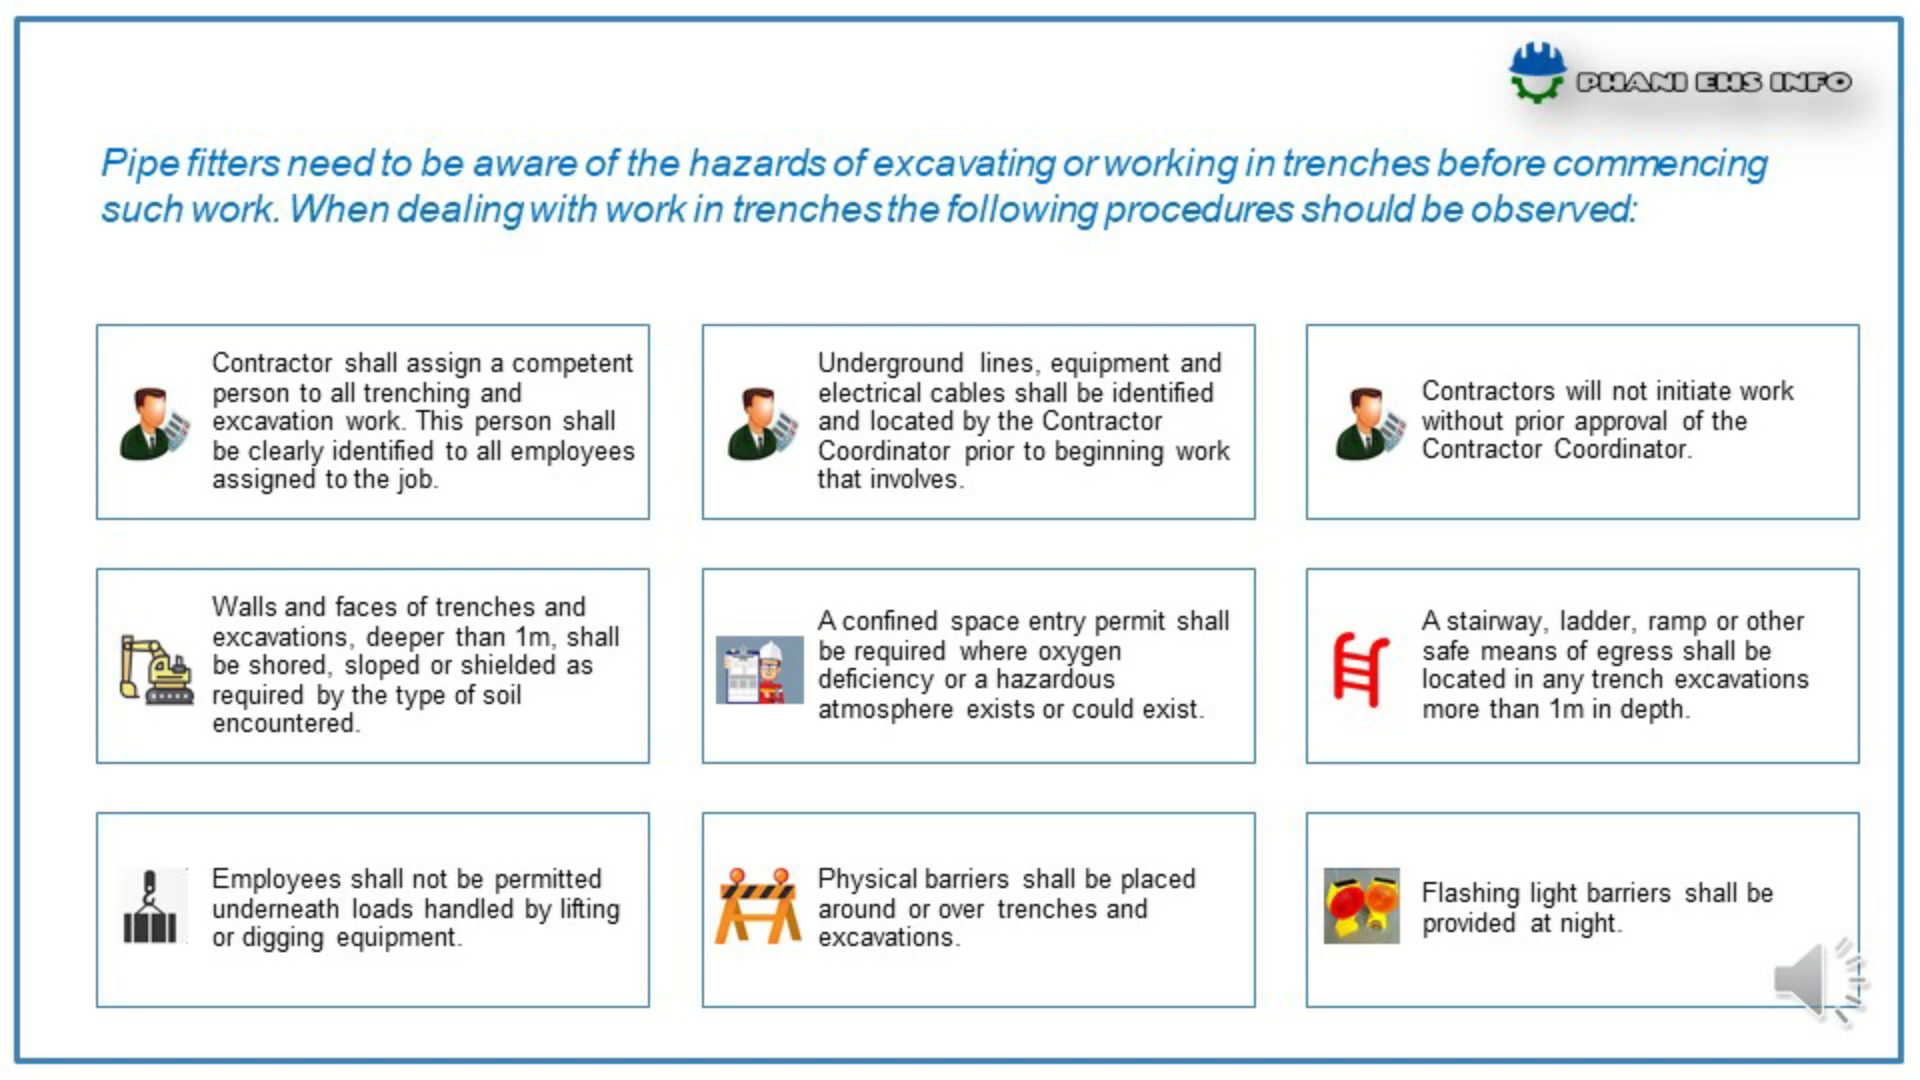 PHANI EHS INFO
Pipe fitters need to be aware of the hazards of excavating or working in trenches before commencing
such work. When dealing with work in trenches the following procedures should be observed:
Contractor shall assign a competent
person to all trenching and
excavation work. This person shall
be clearly identified to all employees
assigned to the job.
Underground lines, equipment and
electrical cables shall be identified
and located by the Contractor
Coordinator prior to beginning work
that involves.
Contractors will not initiate work
without prior approval of the
Contractor Coordinator.
Walls and faces of trenches and
excavations, deeper than 1m, shall
be shored, sloped or shielded as
required by the type of soil
encountered.
A confined space entry permit shall
be required where oxygen
deficiency or a hazardous
atmosphere exists or could exist.
A stairway, ladder, ramp or other
safe means of egress shall be
located in any trench excavations
more than 1m in depth.
Employees shall not be permitted
underneath loads handled by lifting
or digging equipment.
Physical barriers shall be placed
around or over trenches and
excavations.
Flashing light barriers shall be
provided at night.